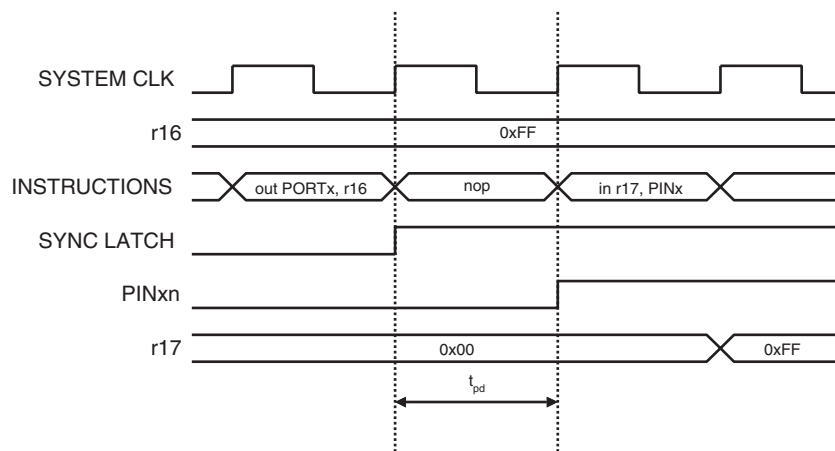 SYSTEM CLK
r16
0xFF
INSTRUCTIONS
out PORTx, r16
nop
in r17, PINx
SYNC LATCH
PINxn
r17
0x00
0xFF
tpd